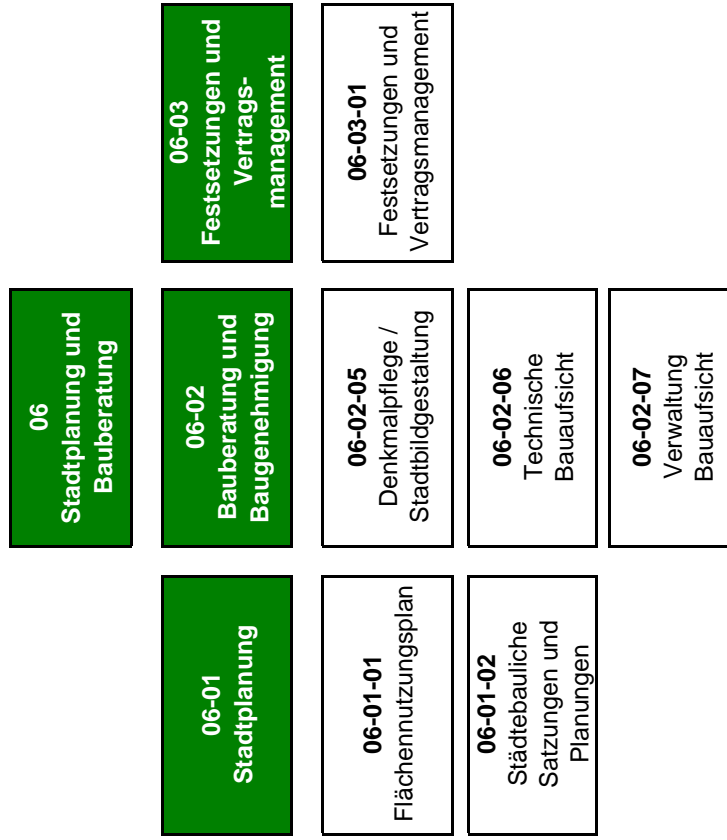 06
Stadtplanung und
Bauberatung
06-01
Stadtplanung
06-02
Bauberatung und
Baugenehmigung
06-03
Festsetzungen und
Vertrags-
management
06-01-01
Flächennutzungsplan
06-02-05
Denkmalpflege /
Stadtbildgestaltung
06-03-01
Festsetzungen und
Vertragsmanagement
06-01-02
Städtebauliche
Satzungen und
Planungen
06-02-06
Technische
Bauaufsicht
06-02-07
Verwaltung
Bauaufsicht